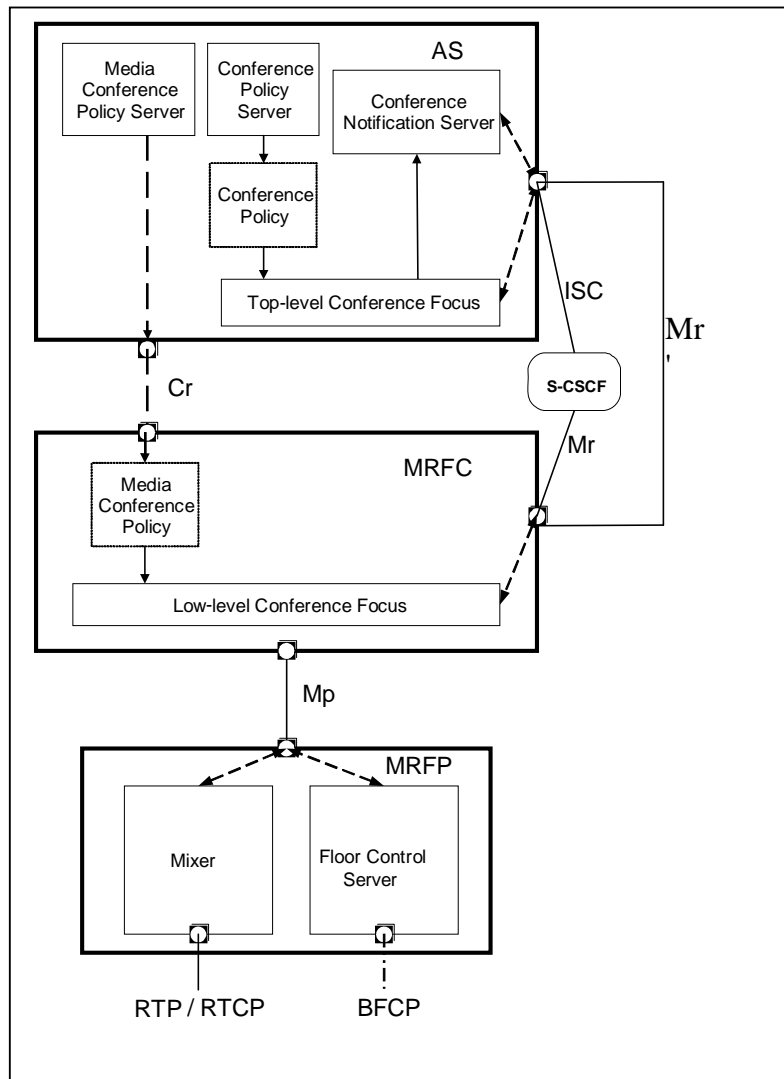 AS
Media
Conference
Policy Server
Conference
Policy
Server
Conference
Notification Server
Conference
Policy
Top-level Conference Focus
ISC
Mr
'
S-CSCF
Cr
Mr
MRFC
Media
Conference
Policy
Low-level Conference Focus
Mp
MRFP
Mixer
Floor Control
Server
RTP / RTCP
BFCP